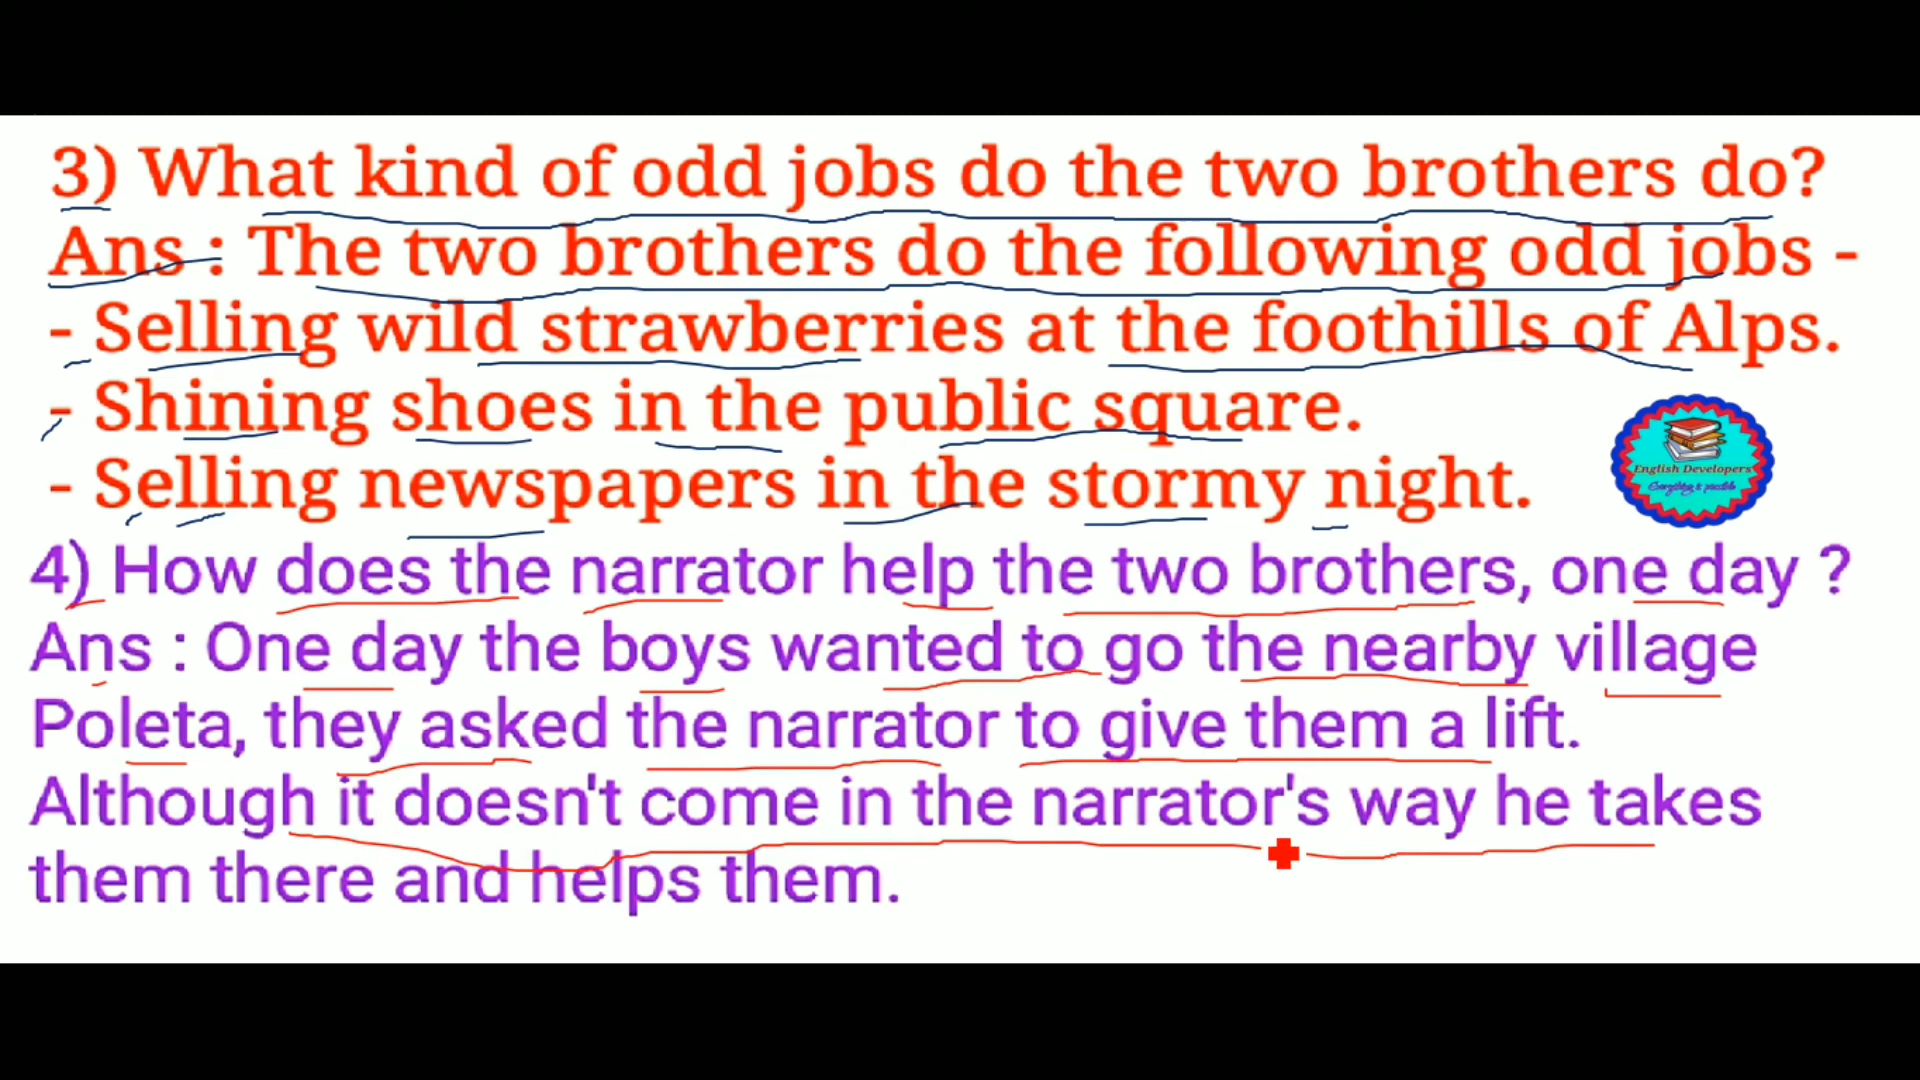 3) What kind of odd jobs do the two brothers do?
Ans : The two brothers do the following odd jobs -
- Selling wild strawberries at the foothills of Alps.
- Shining shoes in the public square.
- Selling newspapers in the stormy night.
English Developers
Everything is possible
4) How does the narrator help the two brothers, one day ?
Ans : One day the boys wanted to go the nearby village
Poleta, they asked the narrator to give them a lift.
Although it doesn't come in the narrator's way he takes
them there and helps them.